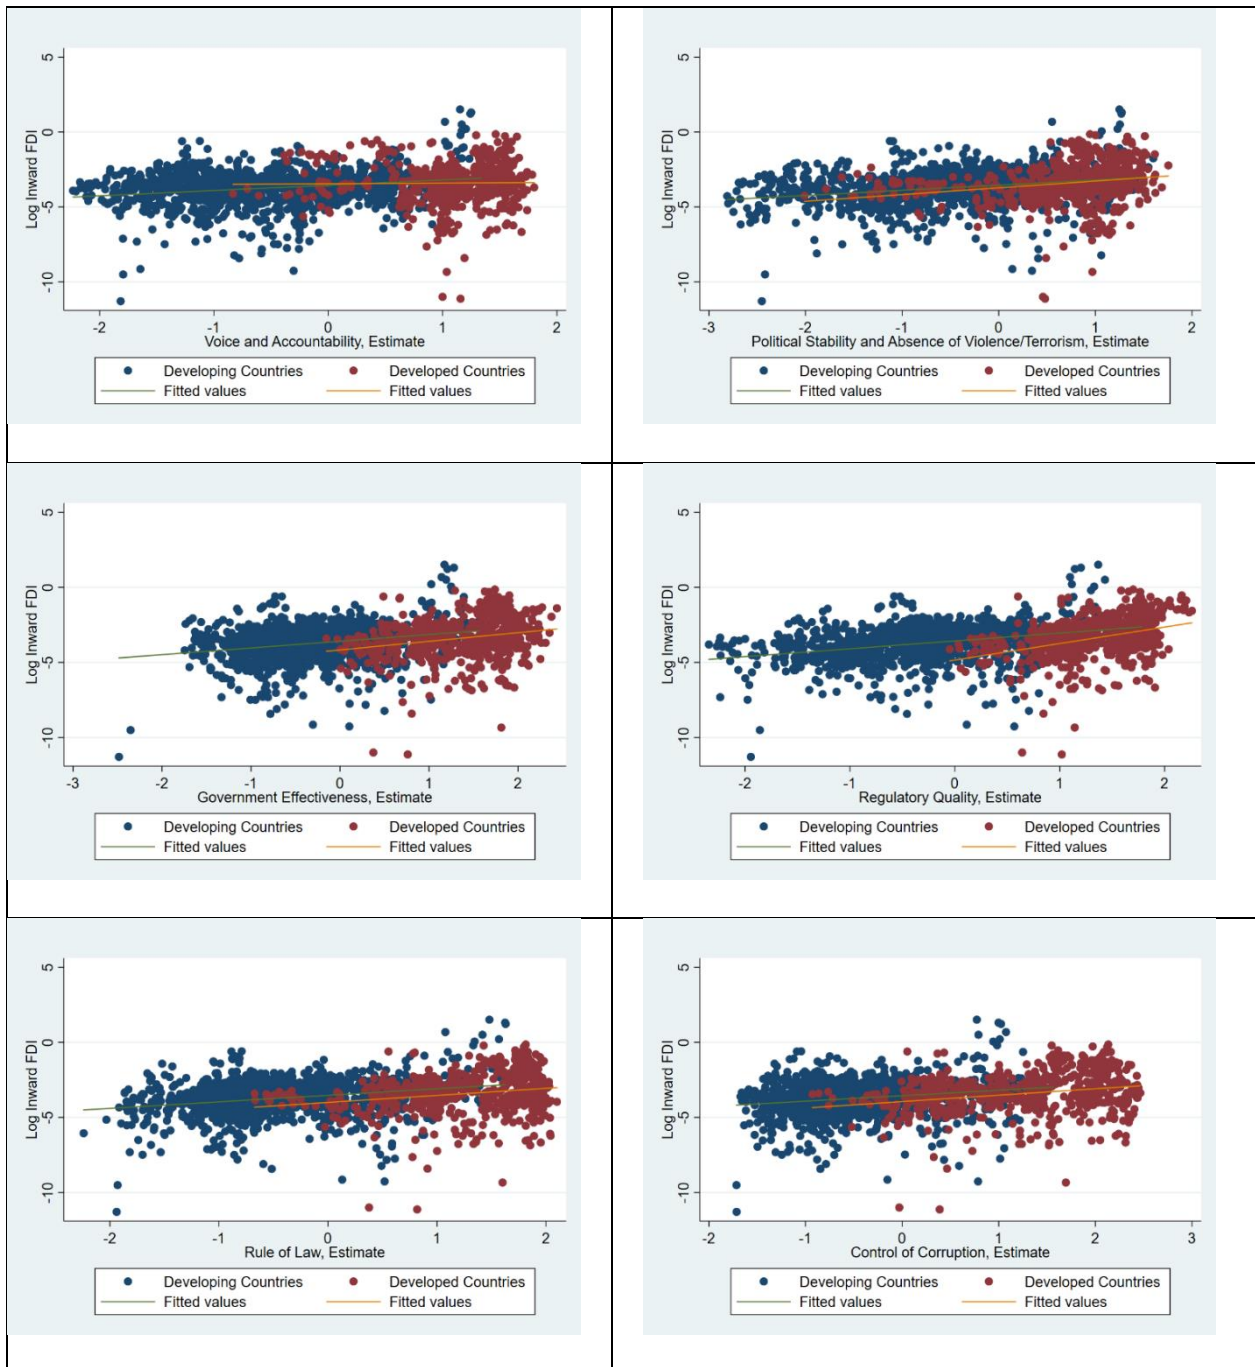 5
0
-5
-10
Log Inward FDI
-2 -1 0 1 2
Voice and Accountability, Estimate
Developing Countries Developed Countries
Fitted values Fitted values
5
0
-5
-10
Log Inward FDI
-3 -2 -1 0 1 2
Political Stability and Absence of Violence/Terrorism, Estimate
Developing Countries Developed Countries
Fitted values Fitted values
5
0
-5
-10
Log Inward FDI
-3 -2 -1 0 1 2
Government Effectiveness, Estimate
Developing Countries Developed Countries
Fitted values Fitted values
5
0
-5
-10
Log Inward FDI
-2 -1 0 1 2
Regulatory Quality, Estimate
Developing Countries Developed Countries
Fitted values Fitted values
5
0
-5
-10
Log Inward FDI
-2 -1 0 1 2
Rule of Law, Estimate
Developing Countries Developed Countries
Fitted values Fitted values
5
0
-5
-10
Log Inward FDI
-2 -1 0 1 2 3
Control of Corruption, Estimate
Developing Countries Developed Countries
Fitted values Fitted values